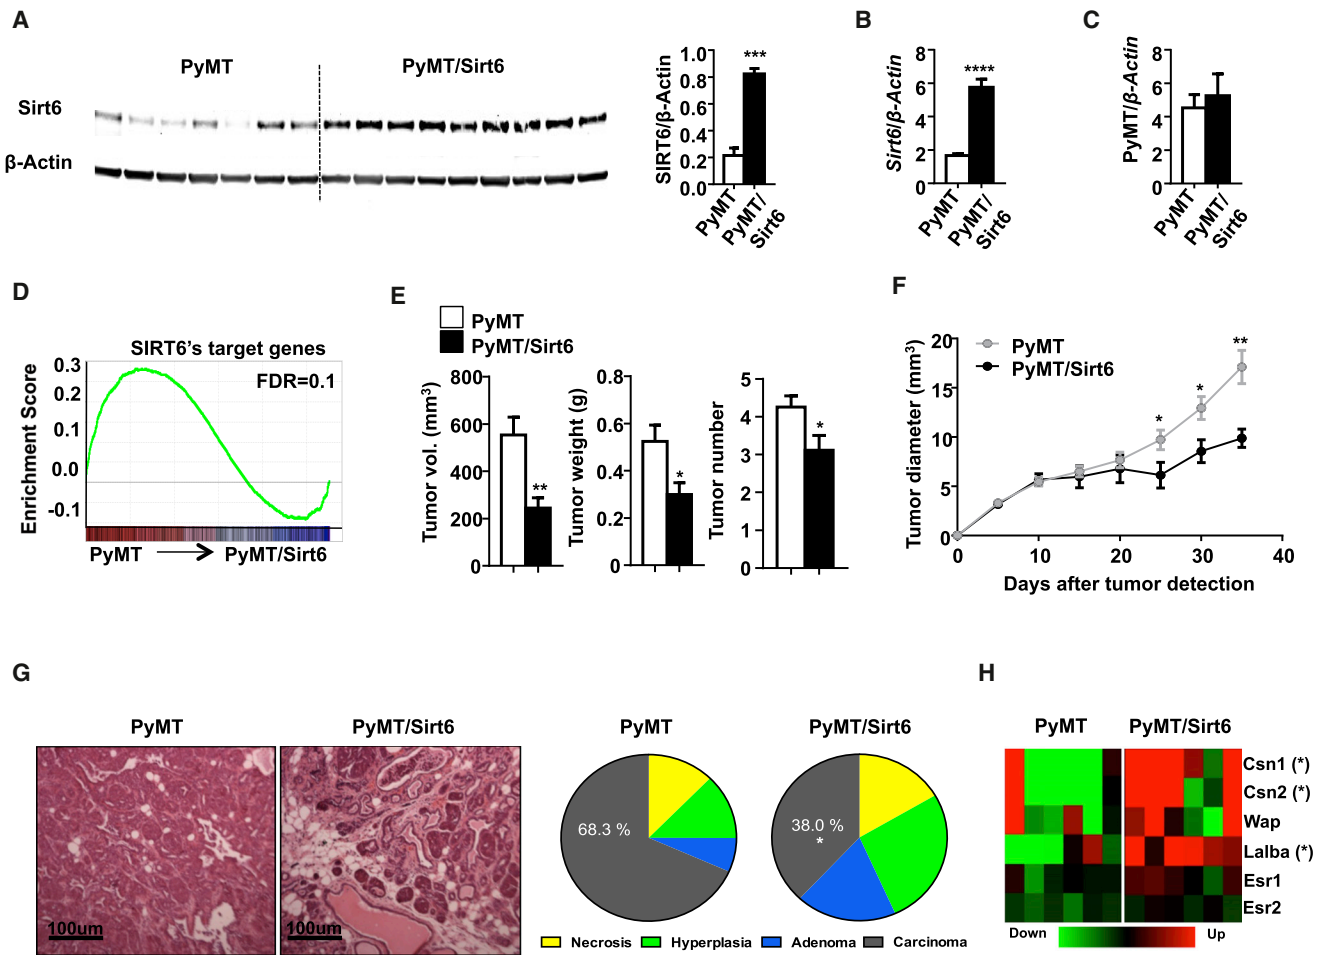 A
PyMT
PyMT/Sirt6
Sirt6
β-Actin
SIRT6/β-Actin
1.0
0.8
0.6
0.4
0.2
0.0
***
PyMT
PyMT/
Sirt6
B
Sirt6/β-Actin
8
6
4
2
0
****
PyMT
PyMT/
Sirt6
C
PyMT/β-Actin
8
6
4
2
0
PyMT
PyMT/
Sirt6
D
SIRT6's target genes
FDR=0.1
Enrichment Score
0.3
0.2
0.1
0.0
-0.1
PyMT
PyMT/Sirt6
E
PyMT
PyMT/Sirt6
Tumor vol. (mm³)
800
600
400
200
0
**
Tumor weight (g)
0.8
0.6
0.4
0.2
0
*
Tumor number
5
4
3
2
1
0
*
F
PyMT
PyMT/Sirt6
Tumor diameter (mm³)
20
15
10
5
0
* * **
0 10 20 30 40
Days after tumor detection
G
PyMT
PyMT/Sirt6
100um
100um
PyMT
PyMT/Sirt6
68.3 %
38.0 %
*
Necrosis Hyperplasia Adenoma Carcinoma
H
PyMT PyMT/Sirt6
Csn1 (*)
Csn2 (*)
Wap
Lalba (*)
Esr1
Esr2
Down Up